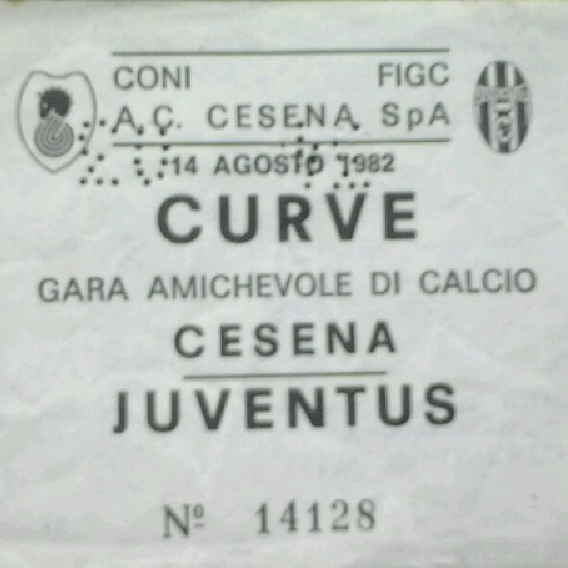 CONI FIGC
A.C. CESENA SpA
14 AGOSTO 1982
CURVE
GARA AMICHEVOLE DI CALCIO
CESENA
JUVENTUS
Nº 14128